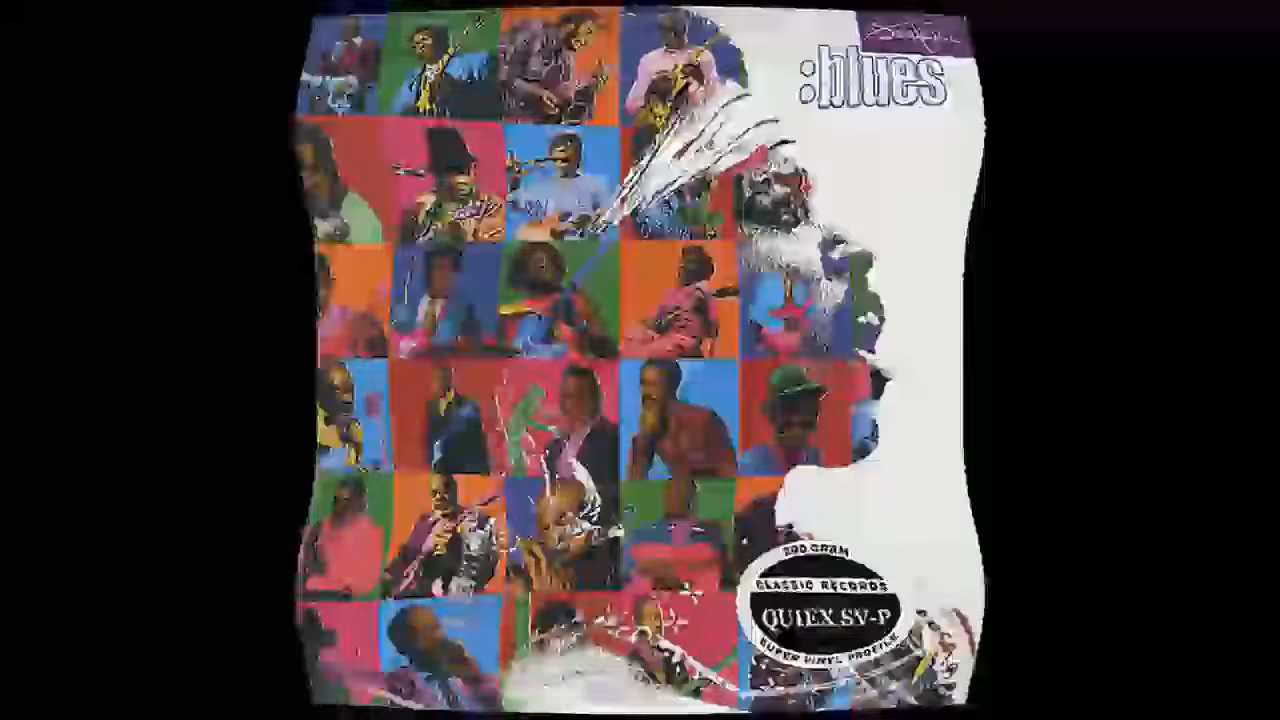 :blues
200 GRAM
CLASSIC RECORDS
QUIEX SV-P
SUPER VINYL PROFILE